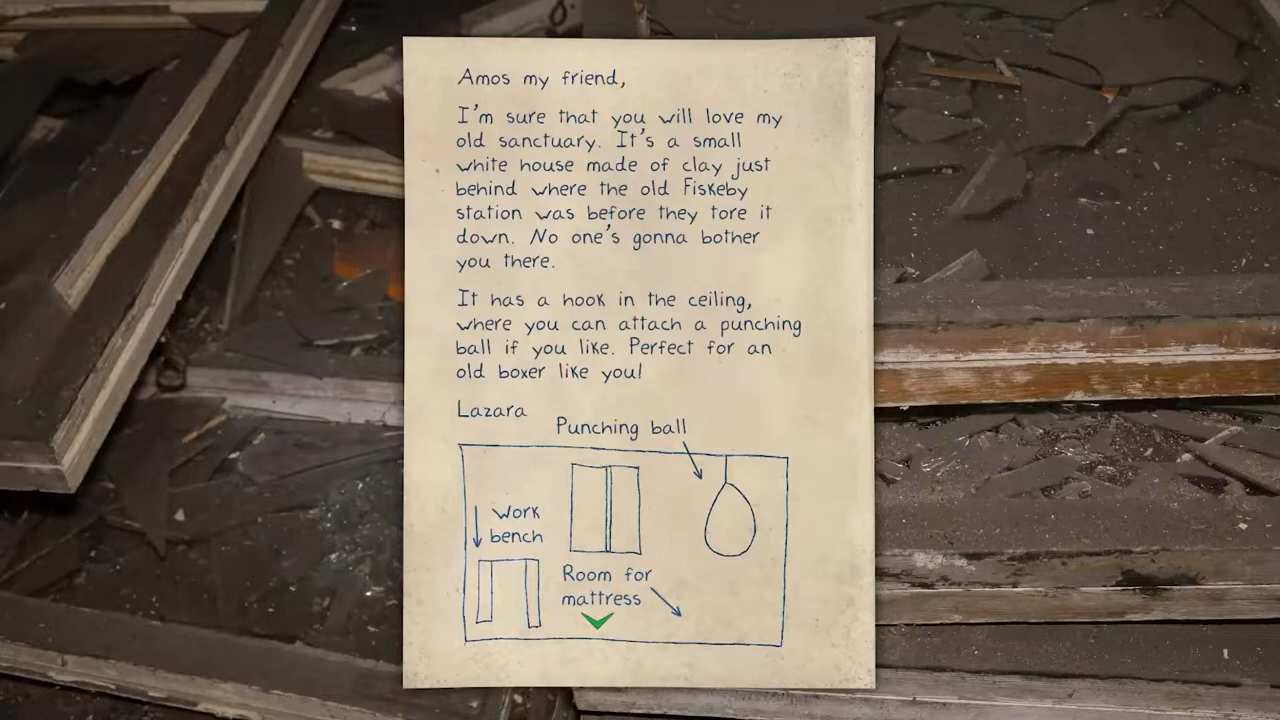 Amos my friend,
I'm sure that you will love my
old sanctuary. It's a small
white house made of clay just
behind where the old Fiskeby
station was before they tore it
down. No one's gonna bother
you there.
It has a hook in the ceiling,
where you can attach a punching
ball if you like. Perfect for an
old boxer like you!
Lazara
Punching ball
Work
bench
Room for
mattress